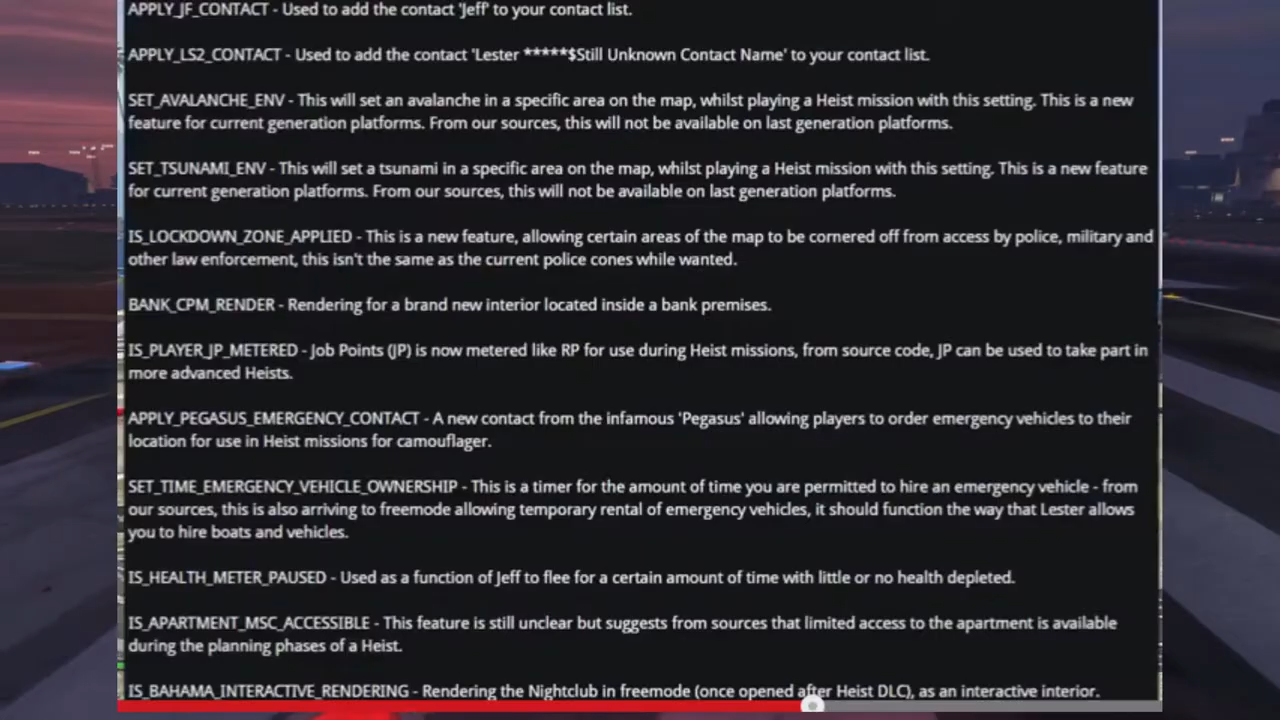 APPLY_JF_CONTACT - Used to add the contact 'Jeff' to your contact list.
APPLY_LS2_CONTACT - Used to add the contact 'Lester *****$Still Unknown Contact Name' to your contact list.
SET_AVALANCHE_ENV - This will set an avalanche in a specific area on the map, whilst playing a Heist mission with this setting. This is a new
feature for current generation platforms. From our sources, this will not be available on last generation platforms.
SET_TSUNAMI_ENV - This will set a tsunami in a specific area on the map, whilst playing a Heist mission with this setting. This is a new feature
for current generation platforms. From our sources, this will not be available on last generation platforms.
IS_LOCKDOWN_ZONE_APPLIED - This is a new feature, allowing certain areas of the map to be cornered off from access by police, military and
other law enforcement, this isn't the same as the current police cones while wanted.
BANK_CPM_RENDER - Rendering for a brand new interior located inside a bank premises.
IS_PLAYER_JP_METERED - Job Points (JP) is now metered like RP for use during Heist missions, from source code, JP can be used to take part in
more advanced Heists.
APPLY_PEGASUS_EMERGENCY_CONTACT - A new contact from the infamous 'Pegasus' allowing players to order emergency vehicles to their
location for use in Heist missions for camouflager.
SET_TIME_EMERGENCY_VEHICLE_OWNERSHIP - This is a timer for the amount of time you are permitted to hire an emergency vehicle - from
our sources, this is also arriving to freemode allowing temporary rental of emergency vehicles, it should function the way that Lester allows
you to hire boats and vehicles.
IS_HEALTH_METER_PAUSED - Used as a function of Jeff to flee for a certain amount of time with little or no health depleted.
IS_APARTMENT_MSC_ACCESSIBLE - This feature is still unclear but suggests from sources that limited access to the apartment is available
during the planning phases of a Heist.
IS_BAHAMA_INTERACTIVE_RENDERING - Rendering the Nightclub in freemode (once opened after Heist DLC), as an interactive interior.